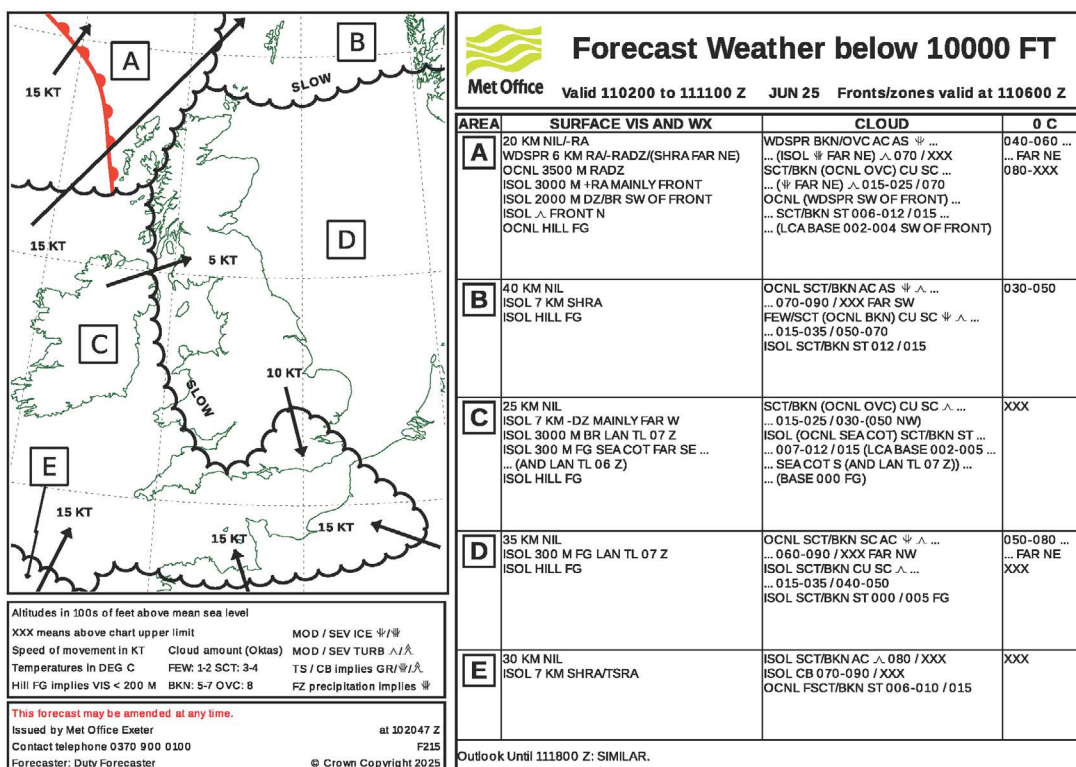 A
B
15 KT
SLOW
15 KT
D
5 KT
C
10 KT
SLOW
E
15 KT
15 KT
15 KT
Altitudes in 100s of feet above mean sea level
XXX means above chart upper limit MOD / SEV ICE
Speed of movement in KT Cloud amount (Oktas) MOD / SEV TURB
Temperatures in DEG C FEW: 1-2 SCT: 3-4 TS / CB implies GR/
Hill FG implies VIS < 200 M BKN: 5-7 OVC: 8 FZ precipitation implies
This forecast may be amended at any time.
Issued by Met Office Exeter at 102047 Z
Contact telephone 0370 900 0100 F215
Forecaster: Duty Forecaster © Crown Copyright 2025
Met Office
Forecast Weather below 10000 FT
Valid 110200 to 111100 Z JUN 25 Fronts/zones valid at 110600 Z
AREA SURFACE VIS AND WX CLOUD 0 C
A
20 KM NIL/-RA WDSPR BKN/OVC AC AS ... 040-060 ...
WDSPR 6 KM RA/-RADZ/(SHRA FAR NE) ... (ISOL FAR NE) 070 / XXX ... FAR NE
OCNL 3500 M RADZ SCT/BKN (OCNL OVC) CU SC ... 080-XXX
ISOL 3000 M +RA MAINLY FRONT ... ( FAR NE) 015-025 / 070
ISOL 2000 M DZ/BR SW OF FRONT OCNL (WDSPR SW OF FRONT) ...
ISOL FRONT N ... SCT/BKN ST 006-012 / 015 ...
OCNL HILL FG ... (LCA BASE 002-004 SW OF FRONT)
B
40 KM NIL OCNL SCT/BKN AC AS ... 030-050
ISOL 7 KM SHRA ... 070-090 / XXX FAR SW
ISOL HILL FG FEW/SCT (OCNL BKN) CU SC ...
... 015-035 / 050-070
ISOL SCT/BKN ST 012 / 015
C
25 KM NIL SCT/BKN (OCNL OVC) CU SC ... XXX
ISOL 7 KM -DZ MAINLY FAR W ... 015-025 / 030-(050 NW)
ISOL 3000 M BR LAN TL 07 Z ISOL (OCNL SEA COT) SCT/BKN ST ...
ISOL 300 M FG SEA COT FAR SE ... ... 007-012 / 015 (LCA BASE 002-005 ...
... (AND LAN TL 06 Z) ... SEA COT S (AND LAN TL 07 Z)) ...
ISOL HILL FG ... (BASE 000 FG)
D
35 KM NIL OCNL SCT/BKN SC AC ... 050-080 ...
ISOL 300 M FG LAN TL 07 Z ... 060-090 / XXX FAR NW ... FAR NE
ISOL HILL FG ISOL SCT/BKN CU SC ... XXX
... 015-035 / 040-050
ISOL SCT/BKN ST 000 / 005 FG
E
30 KM NIL ISOL SCT/BKN AC 080 / XXX XXX
ISOL 7 KM SHRA/TSRA ISOL CB 070-090 / XXX
OCNL FSCT/BKN ST 006-010 / 015
Outlook Until 111800 Z: SIMILAR.